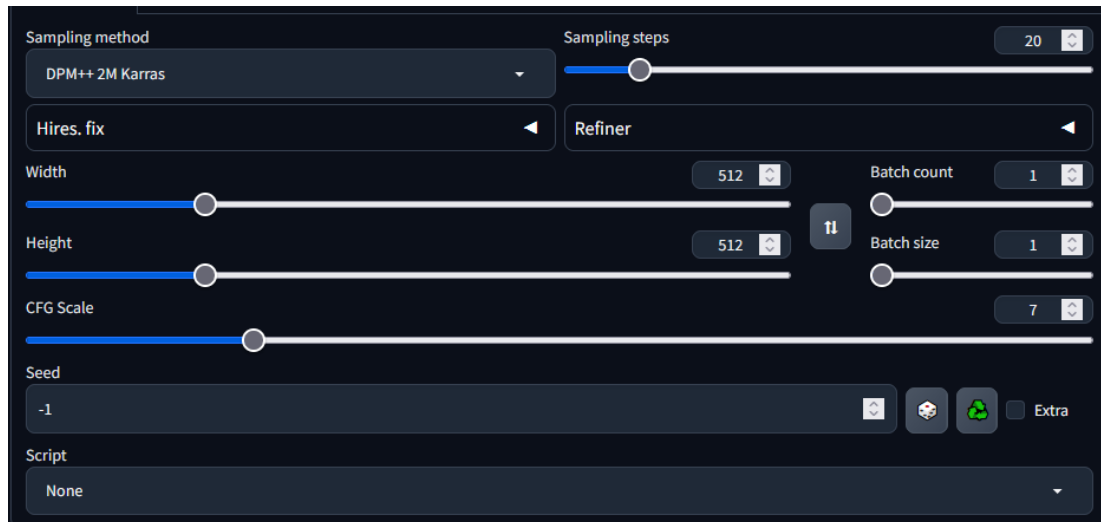 Sampling method
DPM++ 2M Karras
Sampling steps
20
Hires. fix
Refiner
Width
512
Batch count
1
Height
512
Batch size
1
CFG Scale
7
Seed
-1
Extra
Script
None